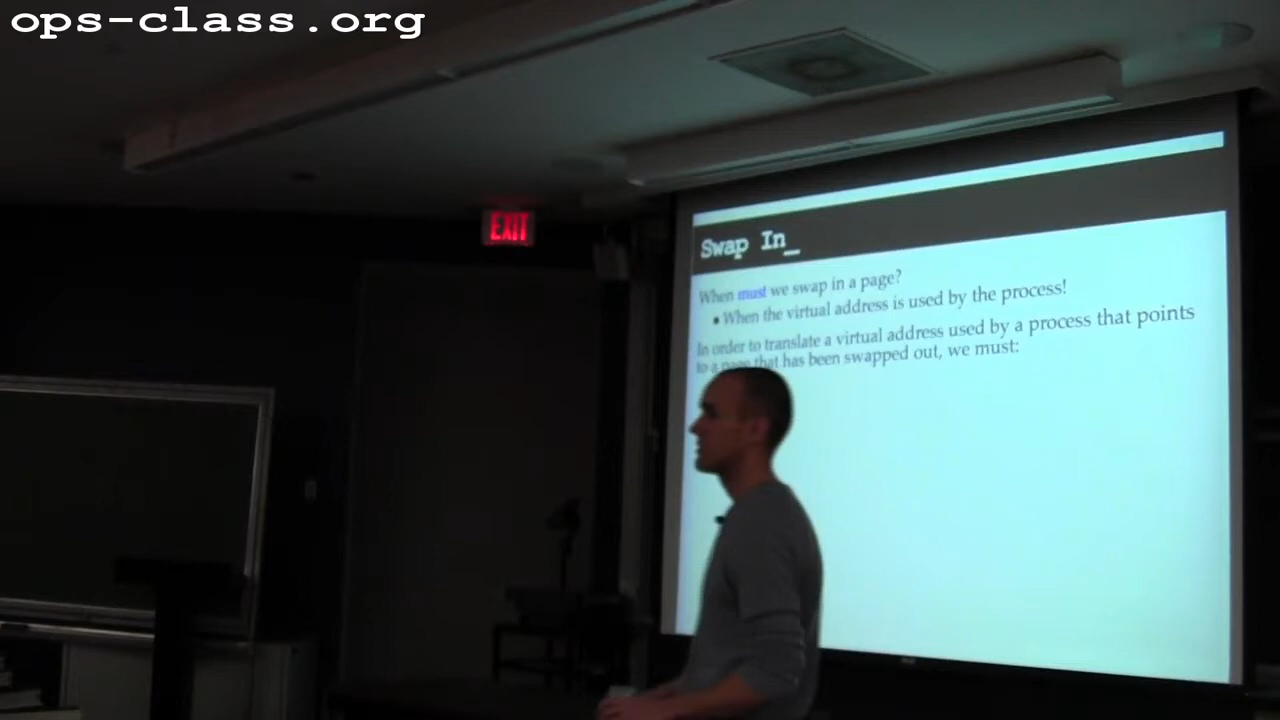 ops-class.org
EXIT
Swap In_
When must we swap in a page?
• When the virtual address is used by the process!
In order to translate a virtual address used by a process that points
to a page that has been swapped out, we must: